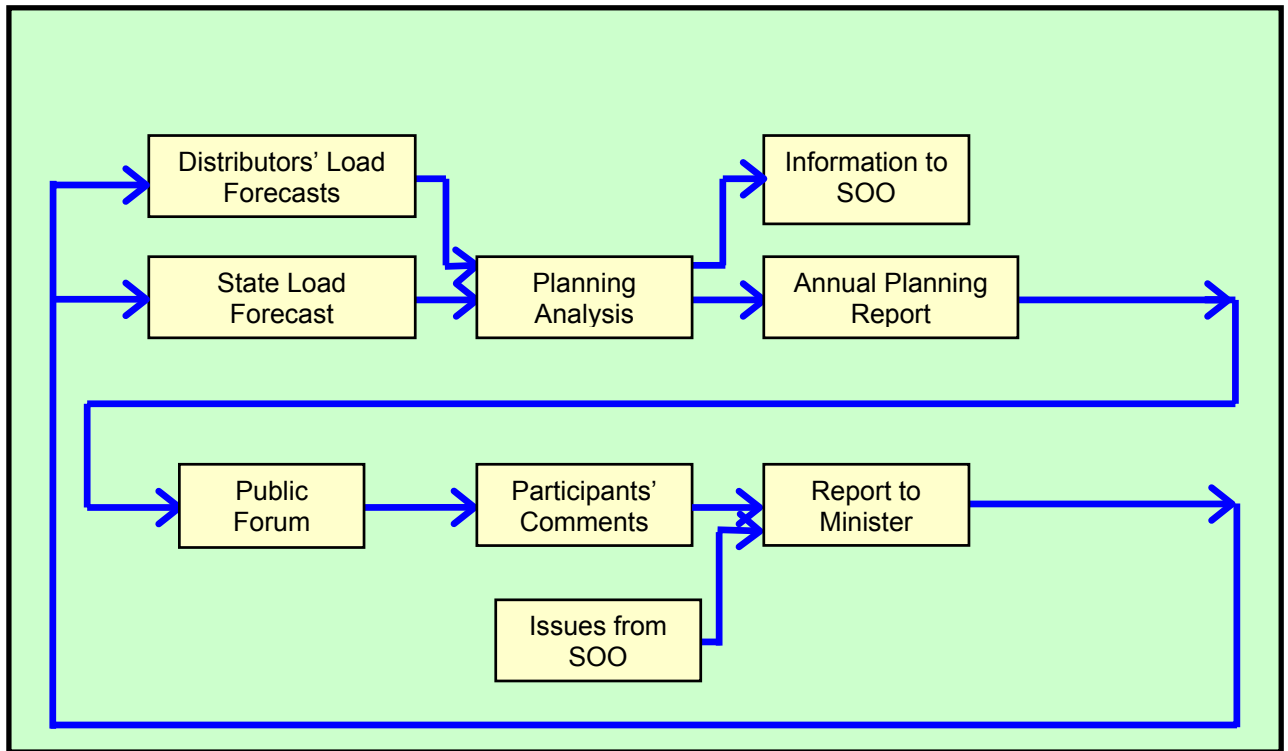 Distributors’ Load
Forecasts
Information to
SOO
State Load
Forecast
Planning
Analysis
Annual Planning
Report
Public
Forum
Participants’
Comments
Report to
Minister
Issues from
SOO